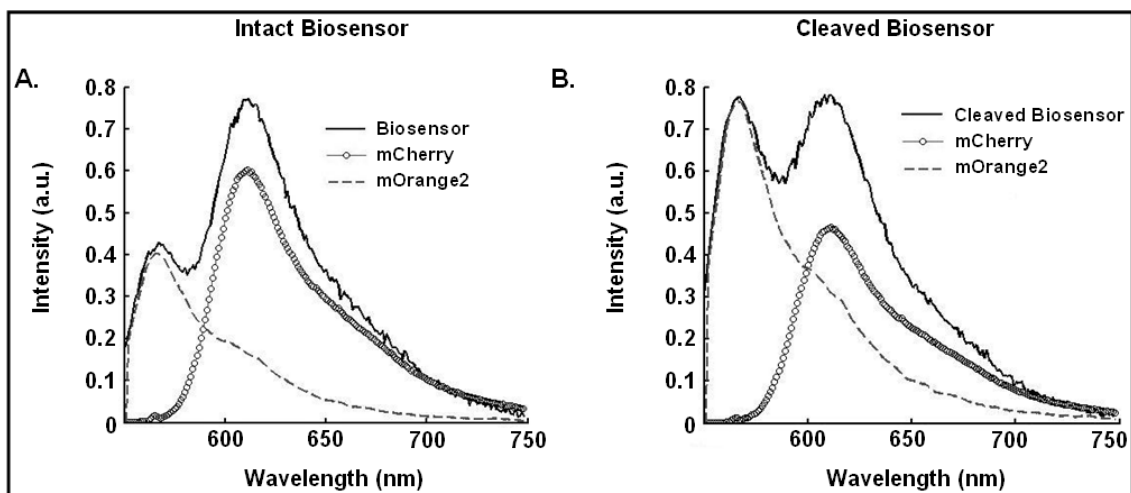 Intact Biosensor
Cleaved Biosensor
A.
Intensity (a.u.)
0.8
0.7
0.6
0.5
0.4
0.3
0.2
0.1
0
Biosensor
mCherry
mOrange2
600
650
700
750
Wavelength (nm)
B.
Intensity (a.u.)
0.8
0.7
0.6
0.5
0.4
0.3
0.2
0.1
0
Cleaved Biosensor
mCherry
mOrange2
600
650
700
750
Wavelength (nm)